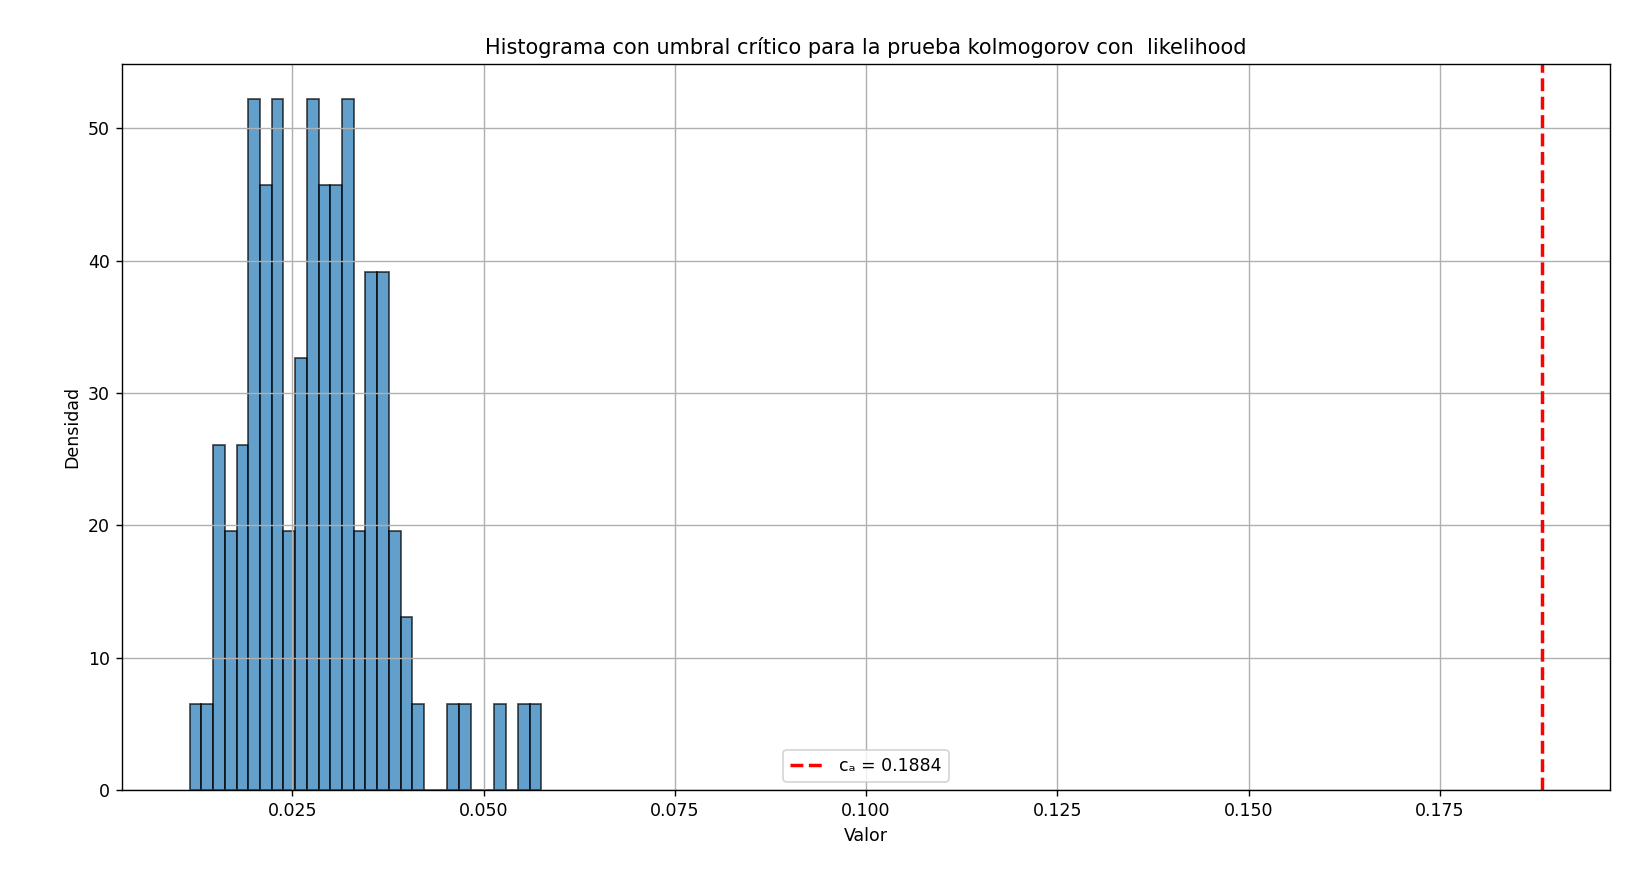 Histograma con umbral crítico para la prueba kolmogorov con  likelihood
Densidad
50
40
30
20
10
0
0.025 0.050 0.075 0.100 0.125 0.150 0.175
Valor
cₐ = 0.1884